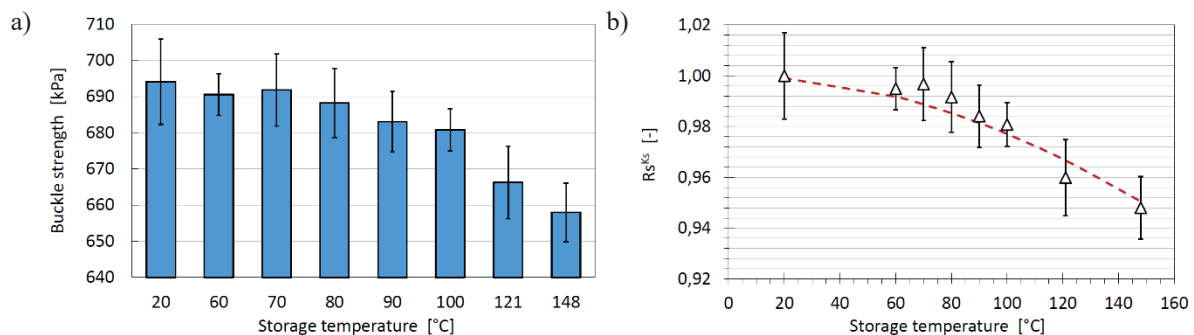 a)
Buckle strength [kPa]
710
700
690
680
670
660
650
640
20 60 70 80 90 100 121 148
Storage temperature [°C]
b)
Rs^Ks [-]
1,02
1,00
0,98
0,96
0,94
0,92
0 20 40 60 80 100 120 140 160
Storage temperature [°C]